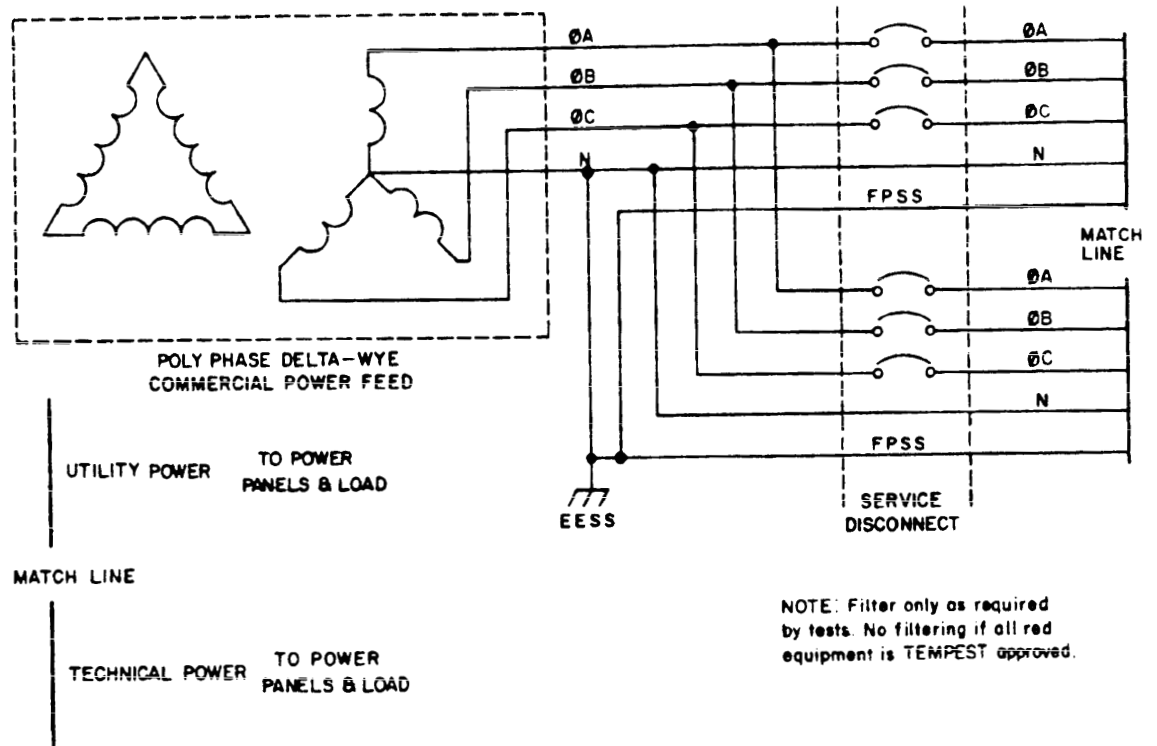 ØA
ØB
ØC
N
ØA
ØB
ØC
N
FPSS
MATCH
LINE
ØA
ØB
ØC
N
FPSS
POLY PHASE DELTA-WYE
COMMERCIAL POWER FEED
UTILITY POWER
TO POWER
PANELS & LOAD
EESS
SERVICE
DISCONNECT
MATCH LINE
TECHNICAL POWER
TO POWER
PANELS & LOAD
NOTE: Filter only as required
by tests. No filtering if all red
equipment is TEMPEST approved.